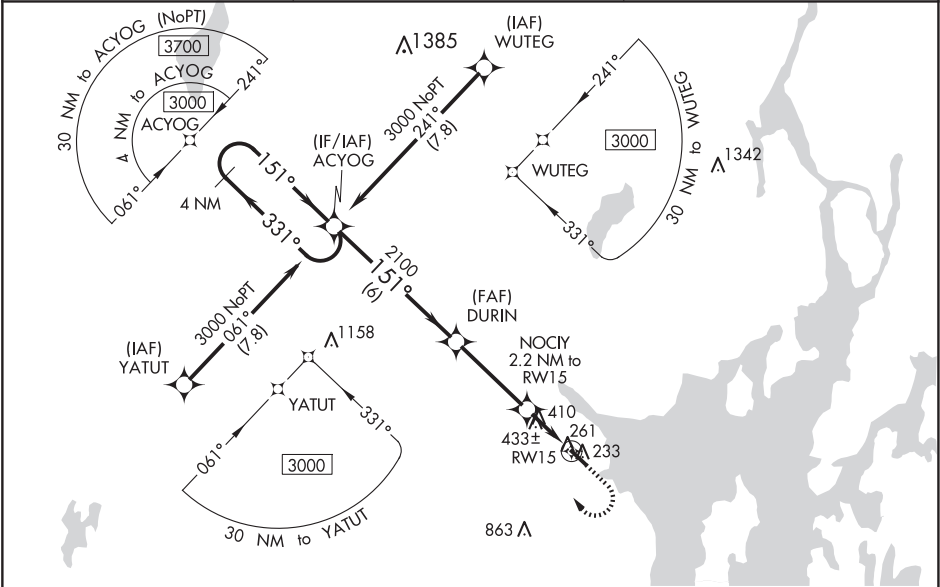 30 NM to ACYOG (NoPT)
3700
4 NM to ACYOG
3000
ACYOG
241°
061°
1385
(IAF)
WUTEG
3000 NoPT
241°
(7.8)
(IF/IAF)
ACYOG
151°
4 NM
331°
241°
30 NM to WUTEG
3000
WUTEG
331°
1342
2100
151°
(6)
3000 NoPT
061°
(7.8)
(IAF)
YATUT
(FAF)
DURIN
1158
YATUT
061°
331°
3000
30 NM to YATUT
NOCIY
2.2 NM to
RW15
410
433±
261
RW15
233
863